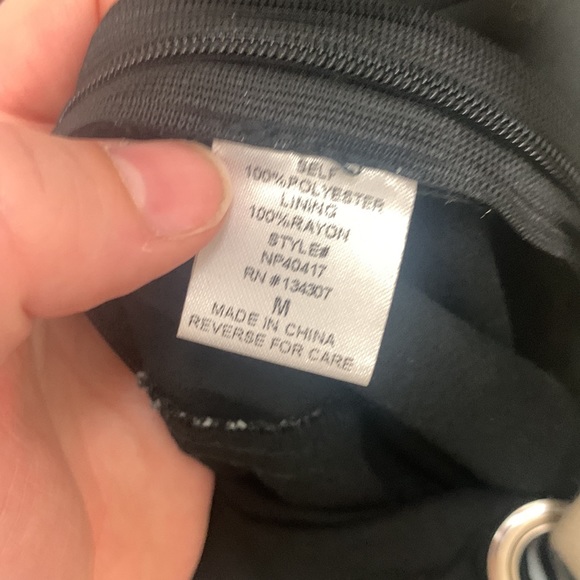 SELF
100%POLYESTER
LINING
100%RAYON
STYLE#
NP40417
RN #134307
M
MADE IN CHINA
REVERSE FOR CARE